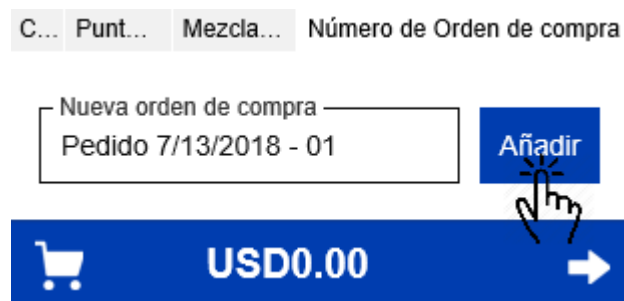 C... Punt... Mezcla... Número de Orden de compra
Nueva orden de compra
Pedido 7/13/2018 - 01
Añadir
USD0.00